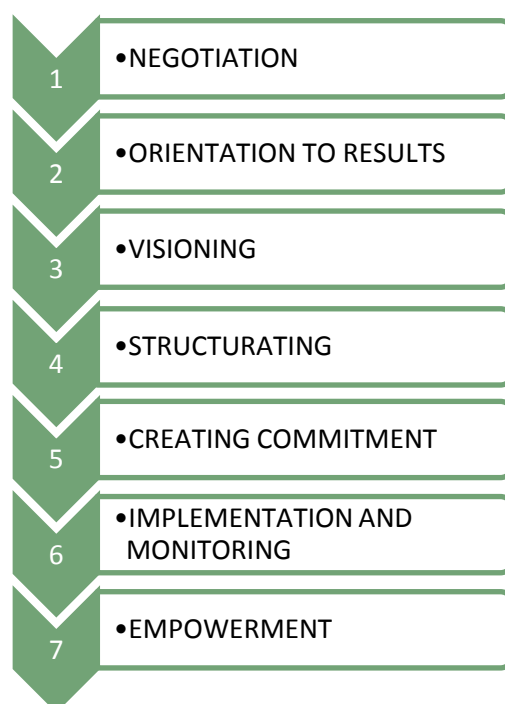 1
•NEGOTIATION
2
•ORIENTATION TO RESULTS
3
•VISIONING
4
•STRUCTURATING
5
•CREATING COMMITMENT
6
•IMPLEMENTATION AND
MONITORING
7
•EMPOWERMENT